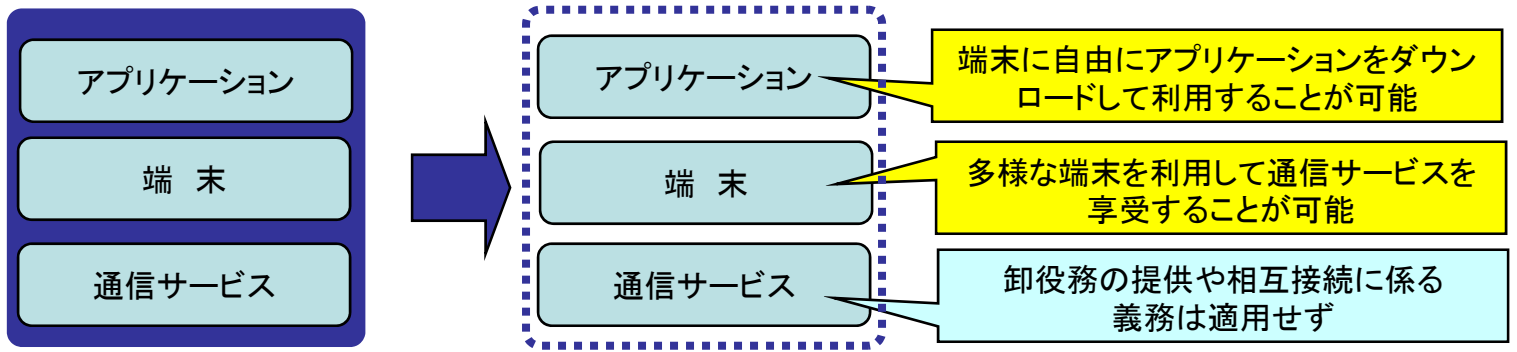 アプリケーション
端 末
通信サービス
アプリケーション
端 末
通信サービス
端末に自由にアプリケーションをダウン
ロードして利用することが可能
多様な端末を利用して通信サービスを
享受することが可能
卸役務の提供や相互接続に係る
義務は適用せず